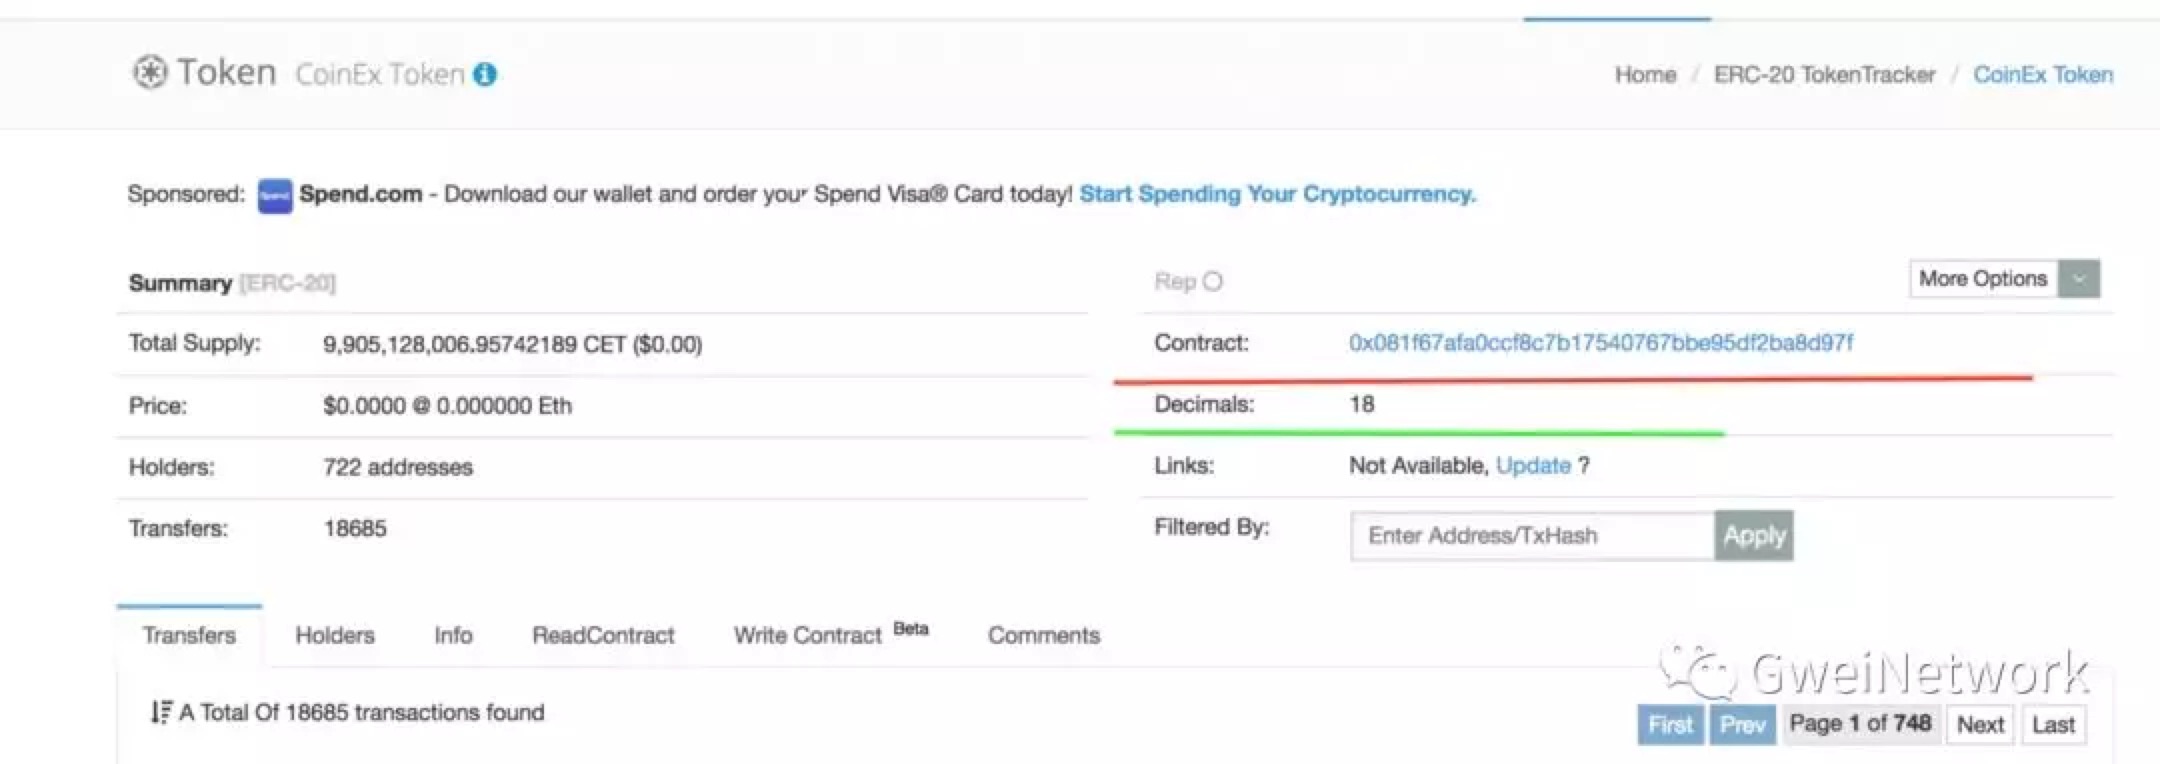 Token CoinEx Token
Home / ERC-20 TokenTracker / CoinEx Token
Sponsored: Spend.com - Download our wallet and order your Spend Visa® Card today! Start Spending Your Cryptocurrency.
Summary [ERC-20]
Total Supply: 9,905,128,006.95742189 CET ($0.00)
Price: $0.0000 @ 0.000000 Eth
Holders: 722 addresses
Transfers: 18685
Rep
More Options
Contract: 0x081f67afa0ccf8c7b17540767bbe95df2ba8d97f
Decimals: 18
Links: Not Available, Update ?
Filtered By: Enter Address/TxHash Apply
Transfers Holders Info ReadContract Write Contract Beta Comments
A Total Of 18685 transactions found
GweiNetwork
First Prev Page 1 of 748 Next Last